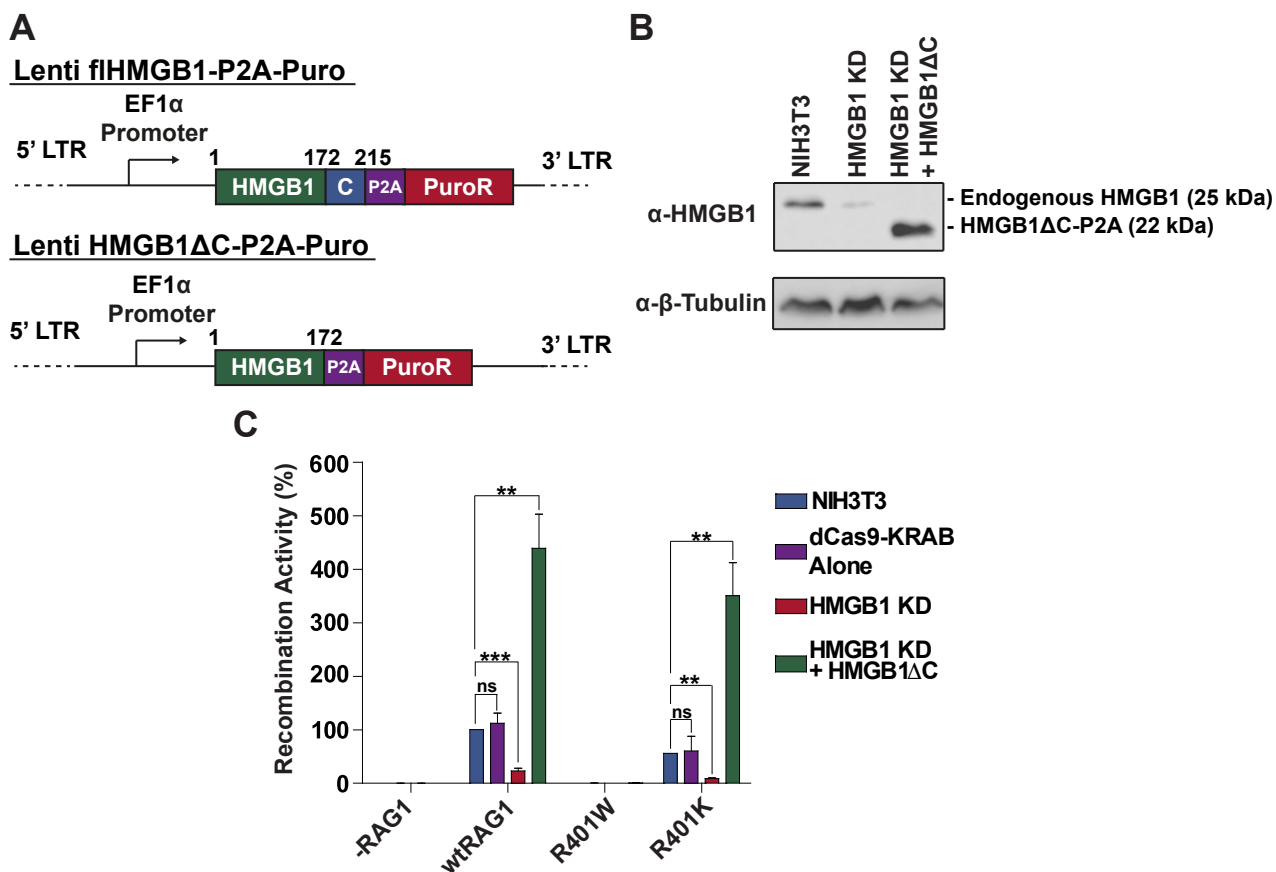 A
Lenti flHMGB1-P2A-Puro
EF1α
Promoter
5' LTR
3' LTR
1
172
215
HMGB1
C
P2A
PuroR
Lenti HMGB1ΔC-P2A-Puro
EF1α
Promoter
5' LTR
3' LTR
1
172
HMGB1
P2A
PuroR
B
NIH3T3
HMGB1 KD
HMGB1 KD
+ HMGB1ΔC
α-HMGB1
- Endogenous HMGB1 (25 kDa)
- HMGB1ΔC-P2A (22 kDa)
α-β-Tubulin
C
Recombination Activity (%)
600
500
400
300
200
100
0
**
***
ns
**
**
ns
-RAG1
wtRAG1
R401W
R401K
NIH3T3
dCas9-KRAB
Alone
HMGB1 KD
HMGB1 KD
+ HMGB1ΔC